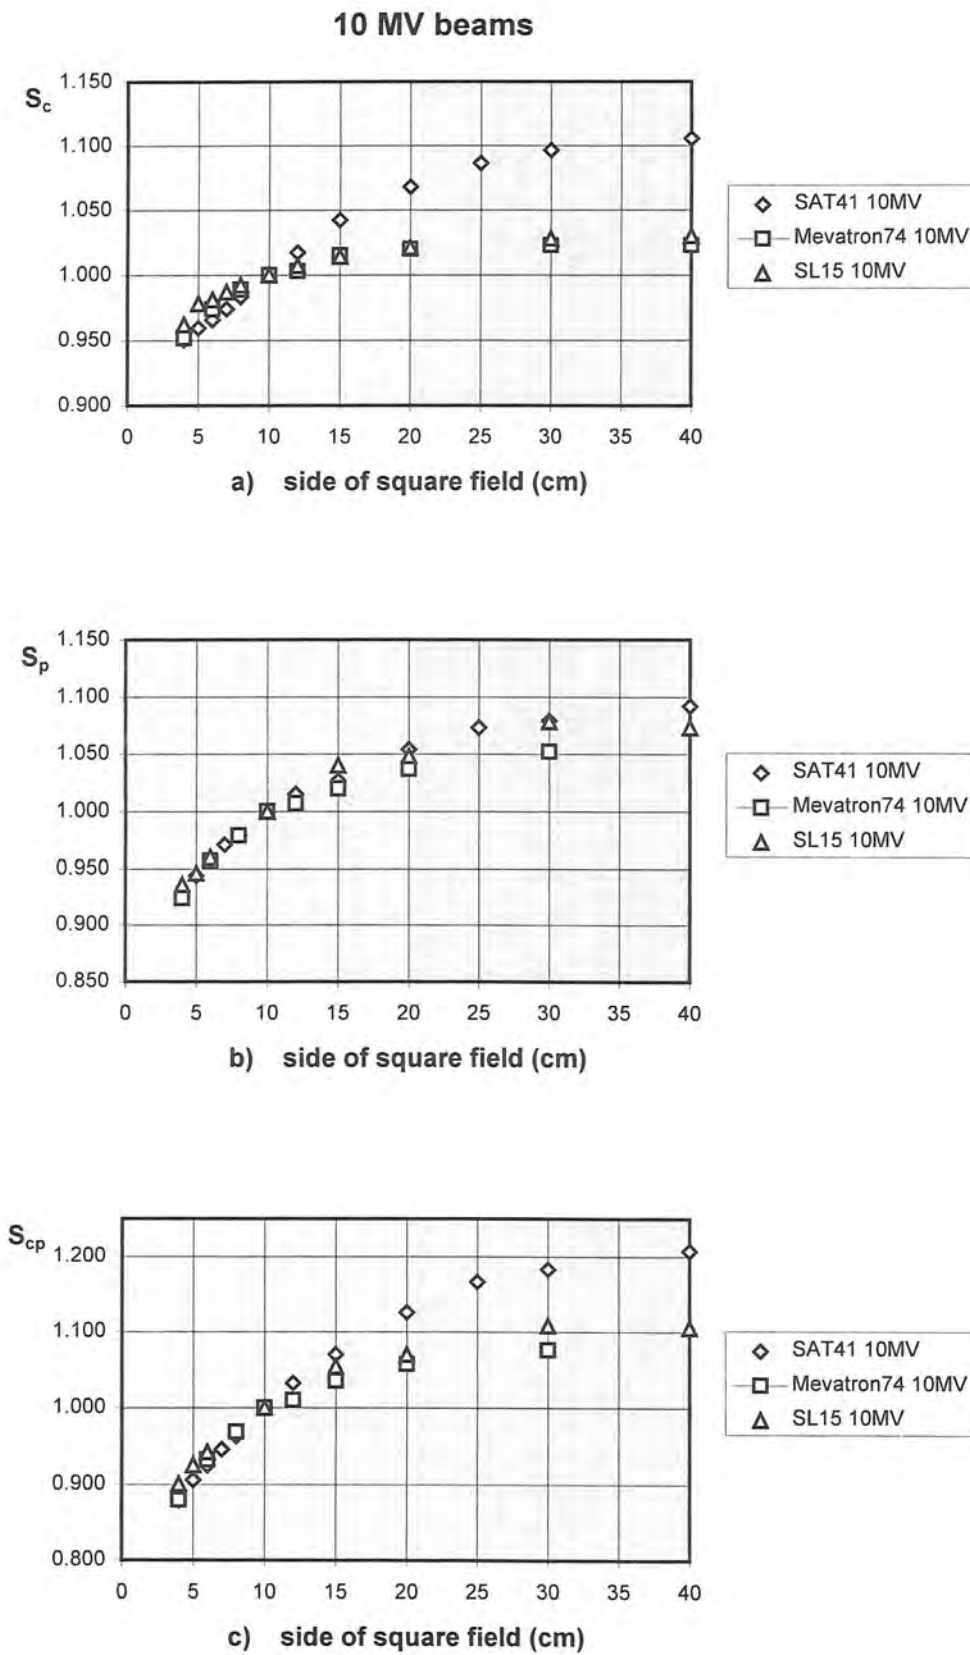 10 MV beams
Sc
1.150
1.100
1.050
1.000
0.950
0.900
0 5 10 15 20 25 30 35 40
a) side of square field (cm)
SAT41 10MV
Mevatron74 10MV
SL15 10MV
Sp
1.150
1.100
1.050
1.000
0.950
0.900
0.850
0 5 10 15 20 25 30 35 40
b) side of square field (cm)
SAT41 10MV
Mevatron74 10MV
SL15 10MV
Scp
1.200
1.100
1.000
0.900
0.800
0 5 10 15 20 25 30 35 40
c) side of square field (cm)
SAT41 10MV
Mevatron74 10MV
SL15 10MV